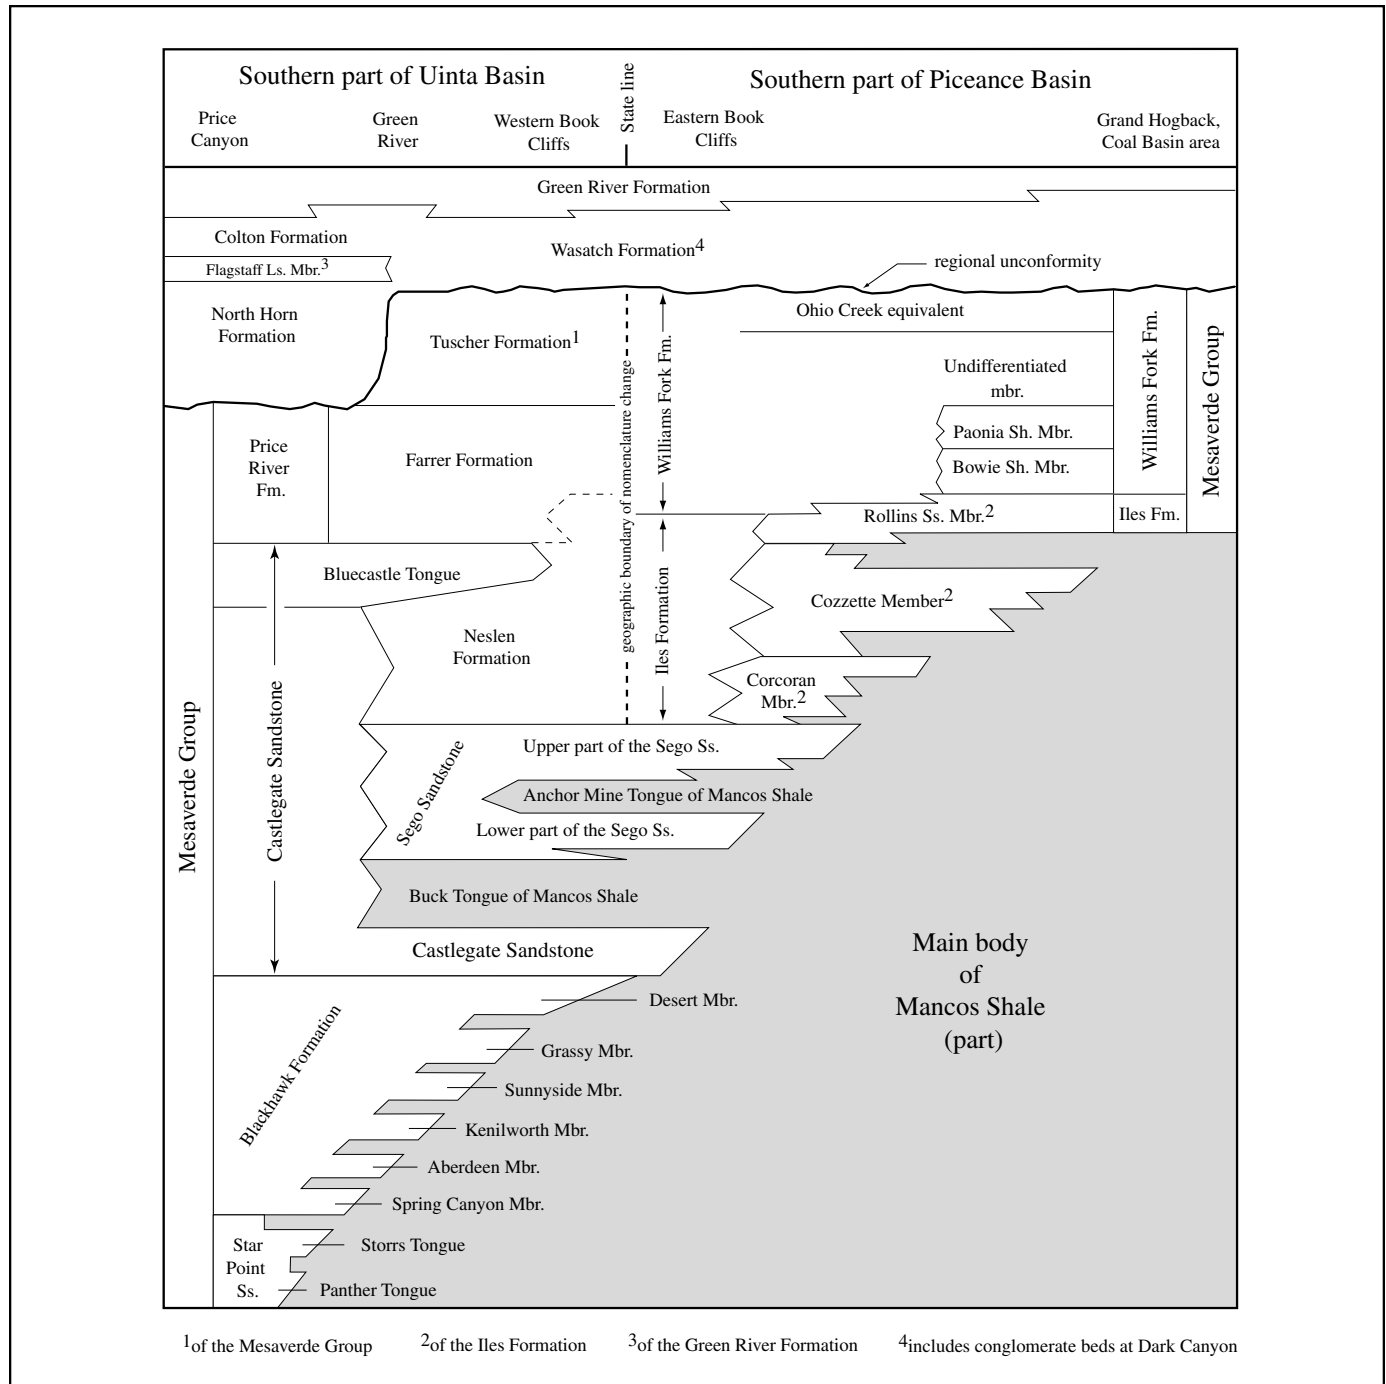 Southern part of Uinta Basin
State line
Southern part of Piceance Basin
Price
Canyon
Green
River
Western Book
Cliffs
Eastern Book
Cliffs
Grand Hogback,
Coal Basin area
Green River Formation
Colton Formation
Wasatch Formation4
Flagstaff Ls. Mbr.3
regional unconformity
North Horn
Formation
Tuscher Formation1
Ohio Creek equivalent
geographic boundary of nomenclature change
Williams Fork Fm.
Undifferentiated
mbr.
Williams Fork Fm.
Mesaverde Group
Price
River
Fm.
Farrer Formation
Paonia Sh. Mbr.
Bowie Sh. Mbr.
Rollins Ss. Mbr.2
Iles Fm.
Bluecastle Tongue
Iles Formation
Cozzette Member2
Neslen
Formation
Corcoran
Mbr.2
Mesaverde Group
Castlegate Sandstone
Sego Sandstone
Upper part of the Sego Ss.
Anchor Mine Tongue of Mancos Shale
Lower part of the Sego Ss.
Buck Tongue of Mancos Shale
Castlegate Sandstone
Main body
of
Mancos Shale
(part)
Blackhawk Formation
Desert Mbr.
Grassy Mbr.
Sunnyside Mbr.
Kenilworth Mbr.
Aberdeen Mbr.
Spring Canyon Mbr.
Star
Point
Ss.
Storrs Tongue
Panther Tongue
1of the Mesaverde Group
2of the Iles Formation
3of the Green River Formation
4includes conglomerate beds at Dark Canyon